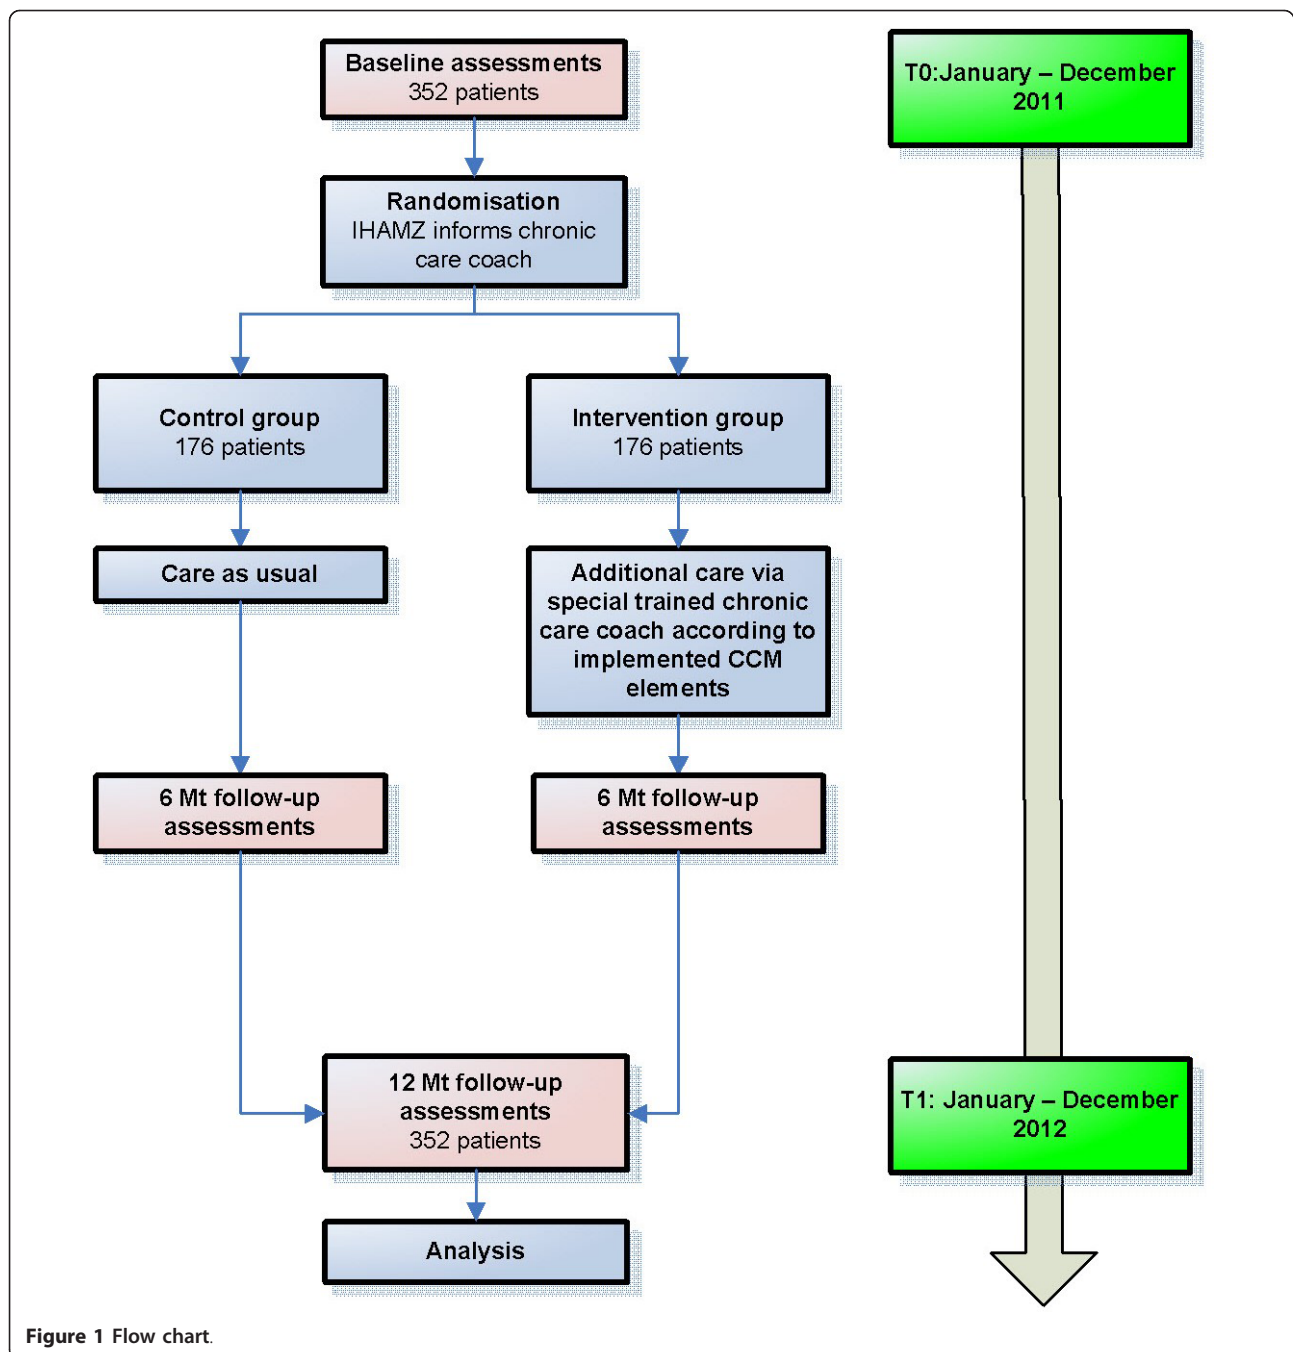 Baseline assessments
352 patients
T0:January – December
2011
Randomisation
IHAMZ informs chronic
care coach
Control group
176 patients
Intervention group
176 patients
Care as usual
Additional care via
special trained chronic
care coach according to
implemented CCM
elements
6 Mt follow-up
assessments
6 Mt follow-up
assessments
12 Mt follow-up
assessments
352 patients
T1: January – December
2012
Analysis
Figure 1 Flow chart.